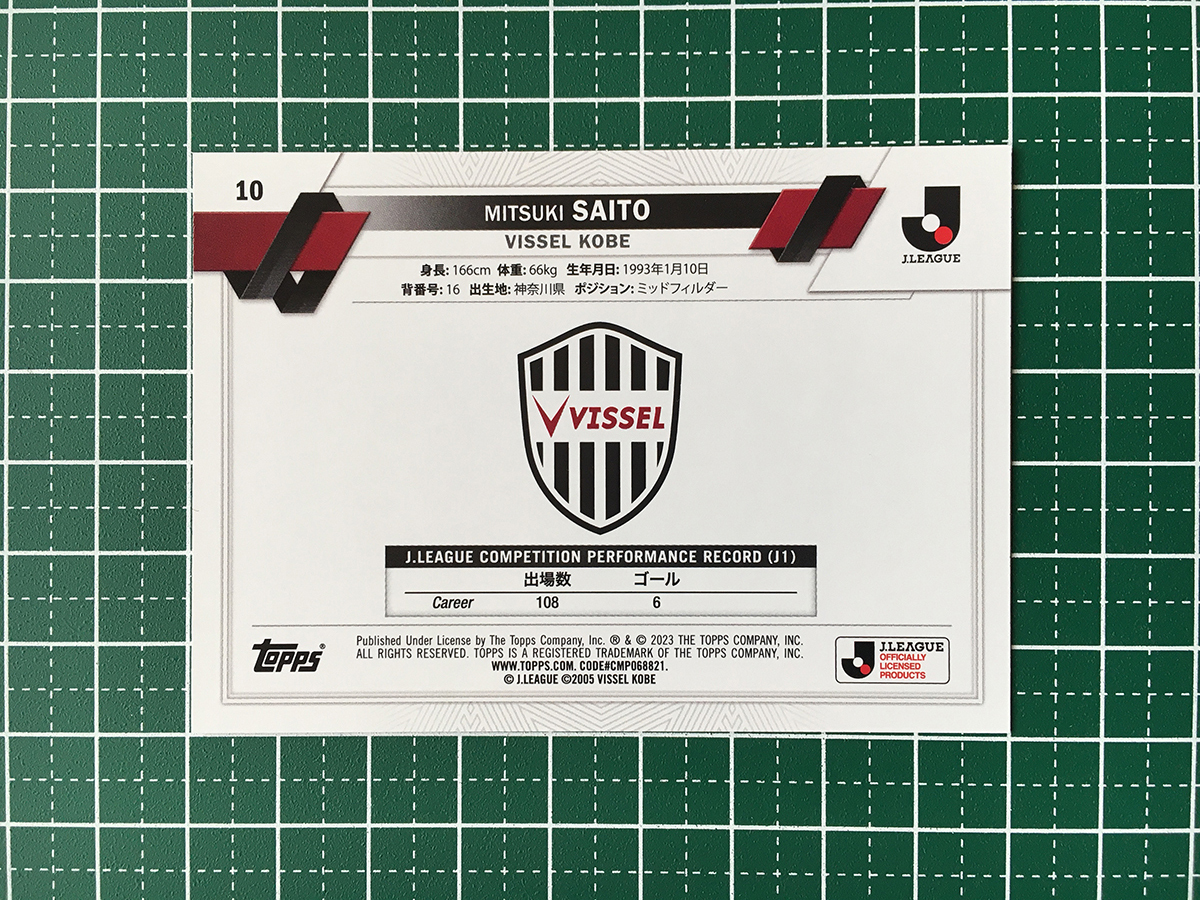 10
MITSUKI SAITO
VISSEL KOBE
J.LEAGUE
身長: 166cm 体重: 66kg 生年月日: 1993年1月10日
背番号: 16 出生地: 神奈川県 ポジション: ミッドフィルダー
VISSEL
J.LEAGUE COMPETITION PERFORMANCE RECORD (J1)
出場数 ゴール
Career 108 6
topps®
Published Under License by The Topps Company, Inc. ® & © 2023 THE TOPPS COMPANY, INC.
ALL RIGHTS RESERVED. TOPPS IS A REGISTERED TRADEMARK OF THE TOPPS COMPANY, INC.
WWW.TOPPS.COM. CODE#CMP068821.
© J.LEAGUE ©2005 VISSEL KOBE
J.LEAGUE
OFFICIALLY
LICENSED
PRODUCTS